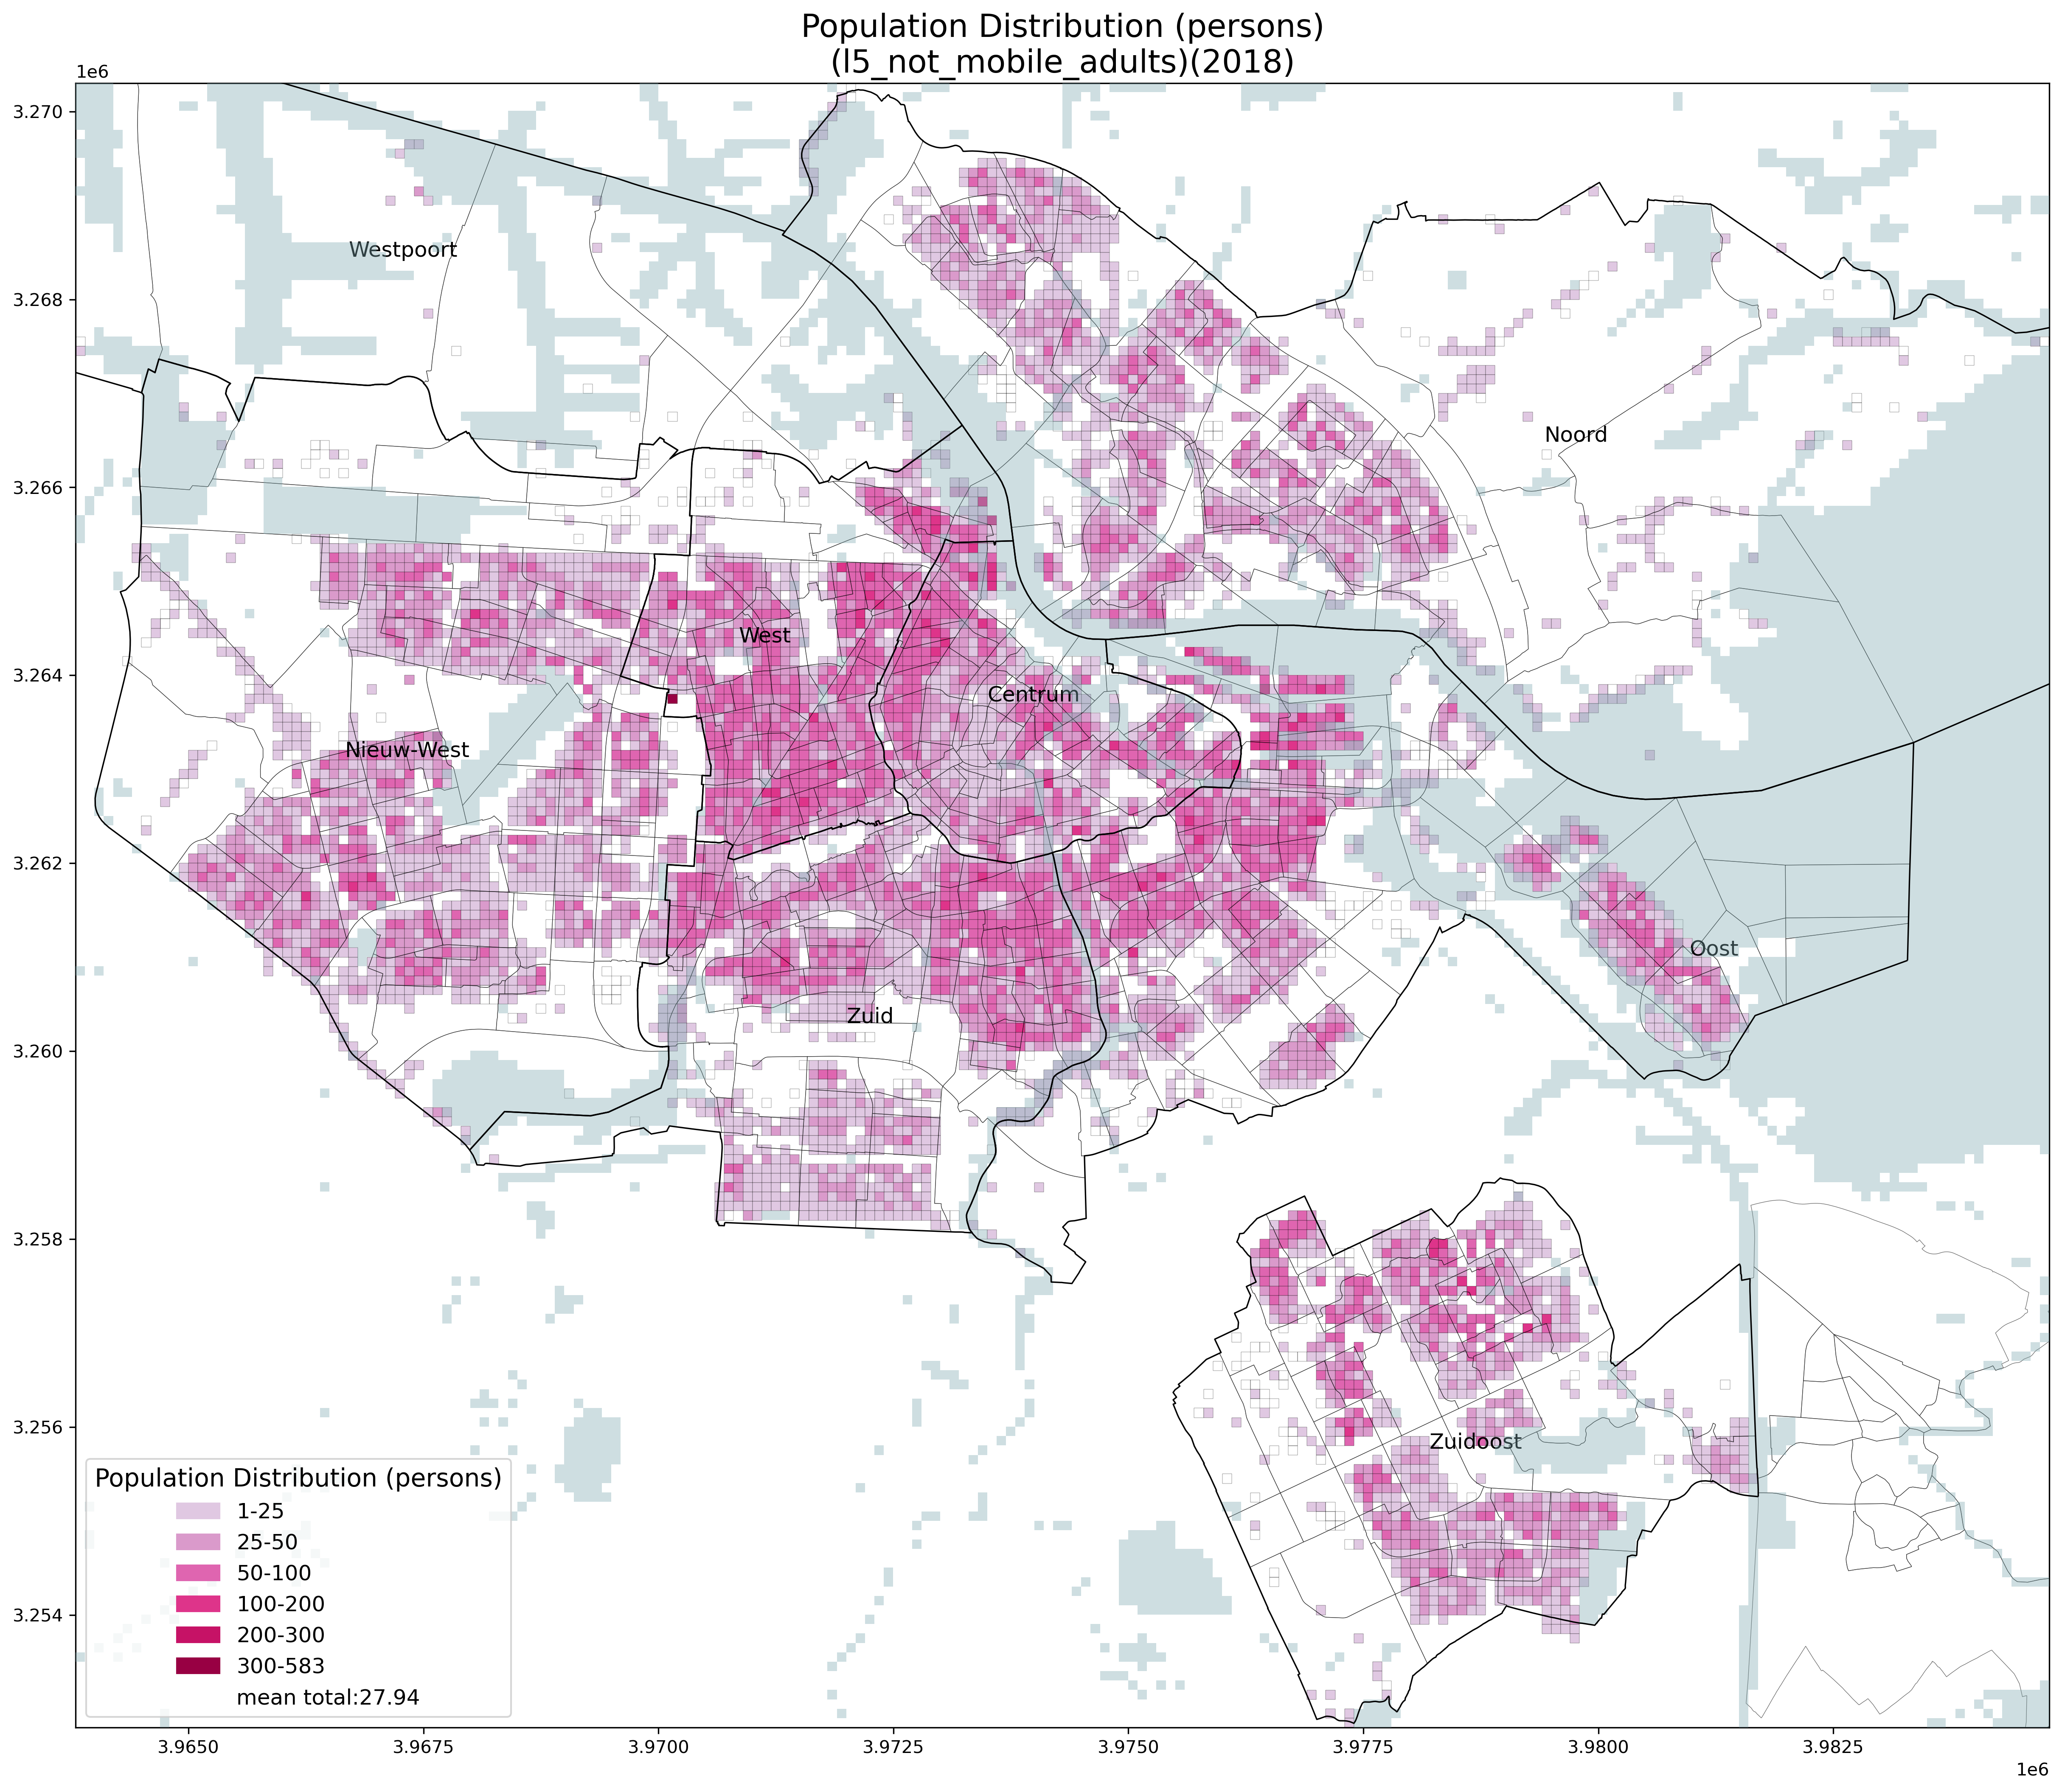 Population Distribution (persons)
(l5_not_mobile_adults)(2018)
1e6
3.270
3.268
3.266
3.264
3.262
3.260
3.258
3.256
3.254
Westpoort
Noord
West
Centrum
Nieuw-West
Oost
Zuid
Zuidoost
Population Distribution (persons)
1-25
25-50
50-100
100-200
200-300
300-583
mean total:27.94
3.9650
3.9675
3.9700
3.9725
3.9750
3.9775
3.9800
3.9825
1e6